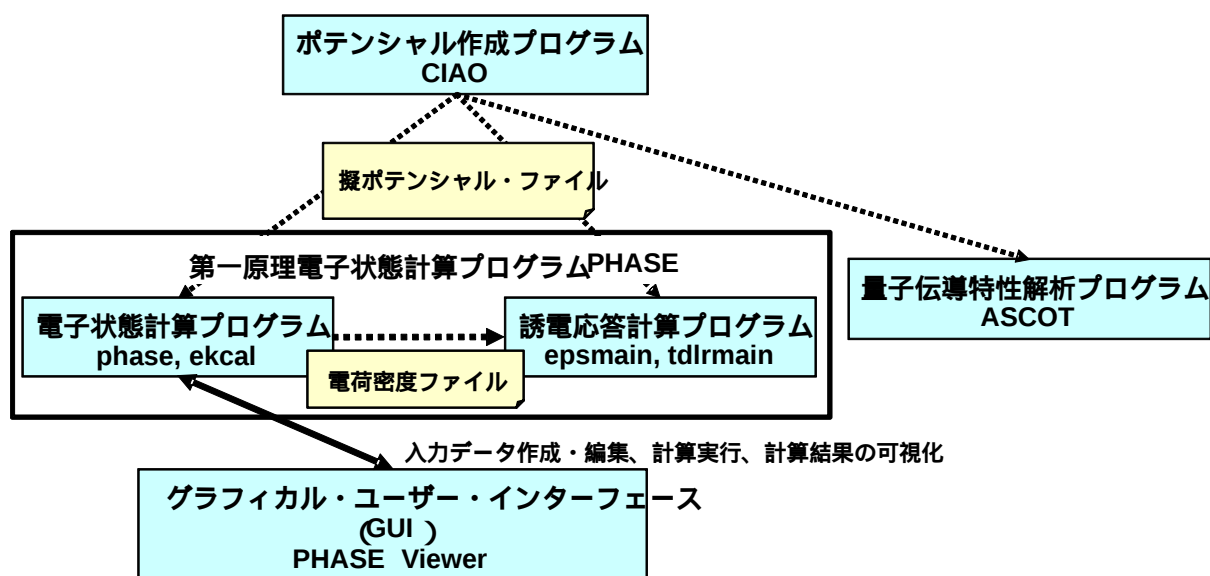 ポテンシャル作成プログラム
CIAO
擬ポテンシャル・ファイル
第一原理電子状態計算プログラムPHASE
電子状態計算プログラム
phase, ekcal
誘電応答計算プログラム
epsmain, tdlrmain
電荷密度ファイル
量子伝導特性解析プログラム
ASCOT
入力データ作成・編集、計算実行、計算結果の可視化
グラフィカル・ユーザー・インターフェース
(GUI )
PHASE Viewer